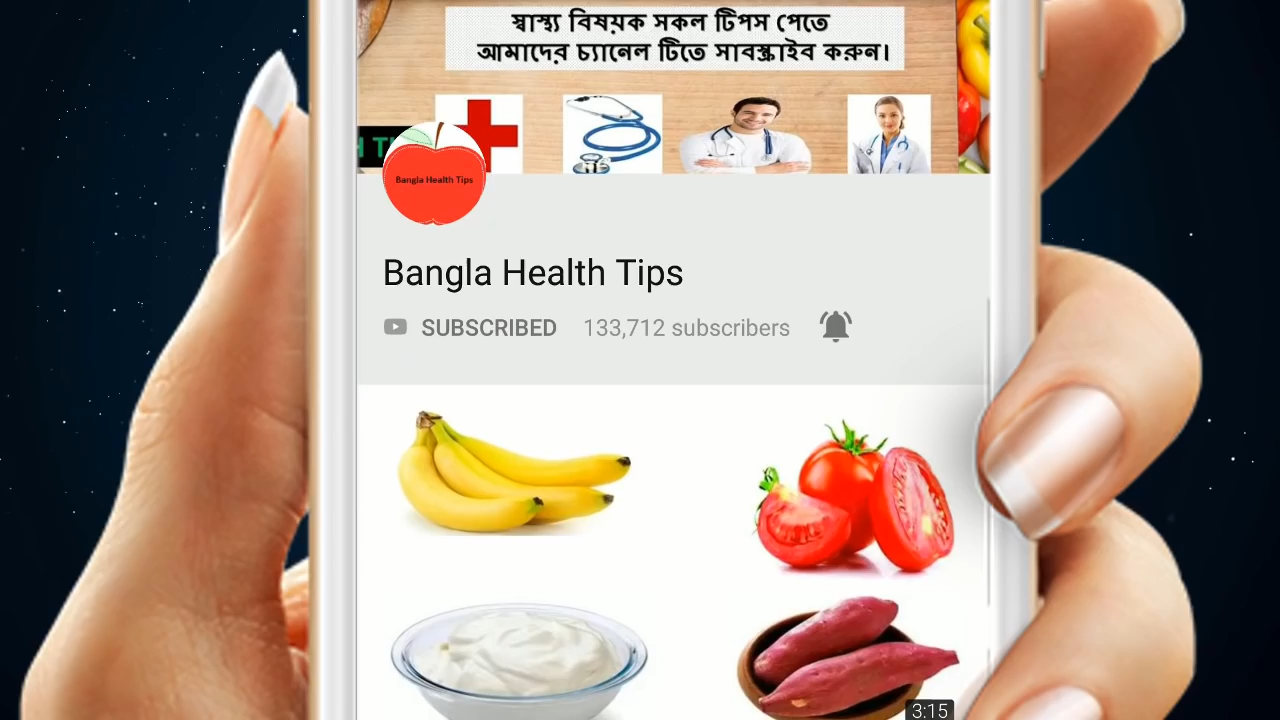 স্বাস্থ্য বিষয়ক সকল টিপস পেতে
আমাদের চ্যানেল টিতে সাবস্ক্রাইব করুন।
Bangla Health Tips
Bangla Health Tips
SUBSCRIBED 133,712 subscribers
3:15